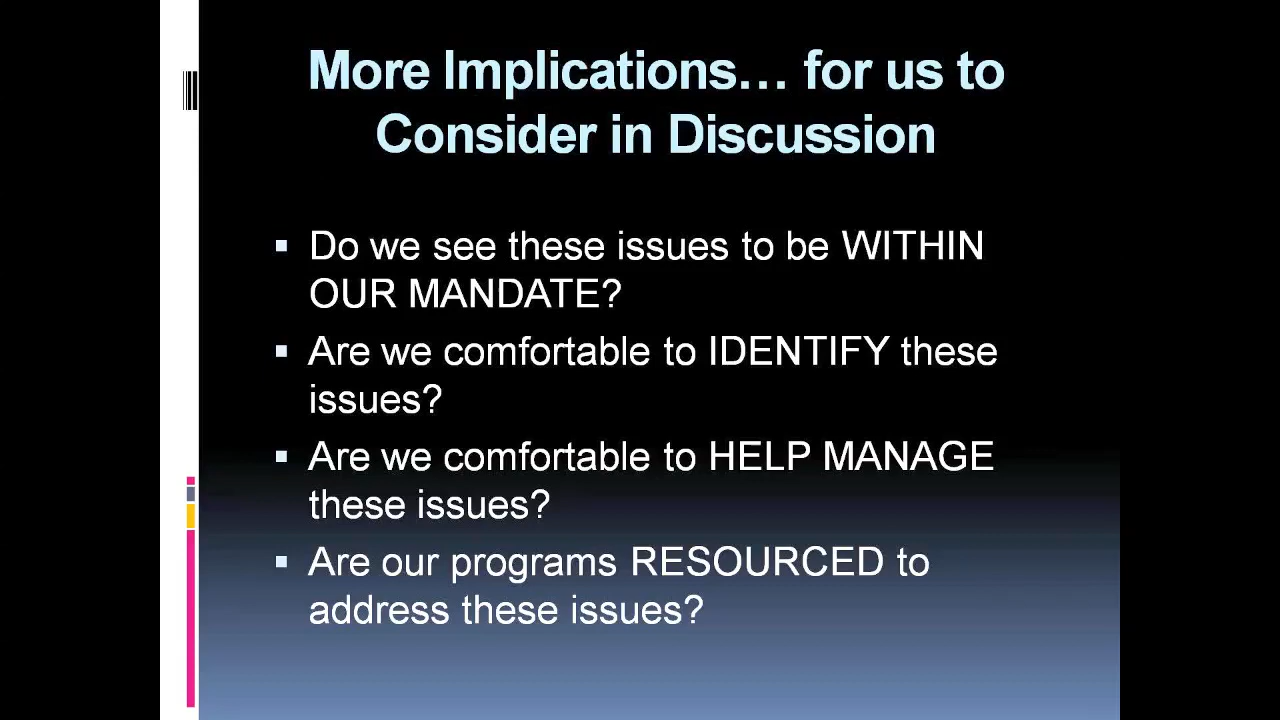 More Implications… for us to
Consider in Discussion
▪ Do we see these issues to be WITHIN
OUR MANDATE?
▪ Are we comfortable to IDENTIFY these
issues?
▪ Are we comfortable to HELP MANAGE
these issues?
▪ Are our programs RESOURCED to
address these issues?